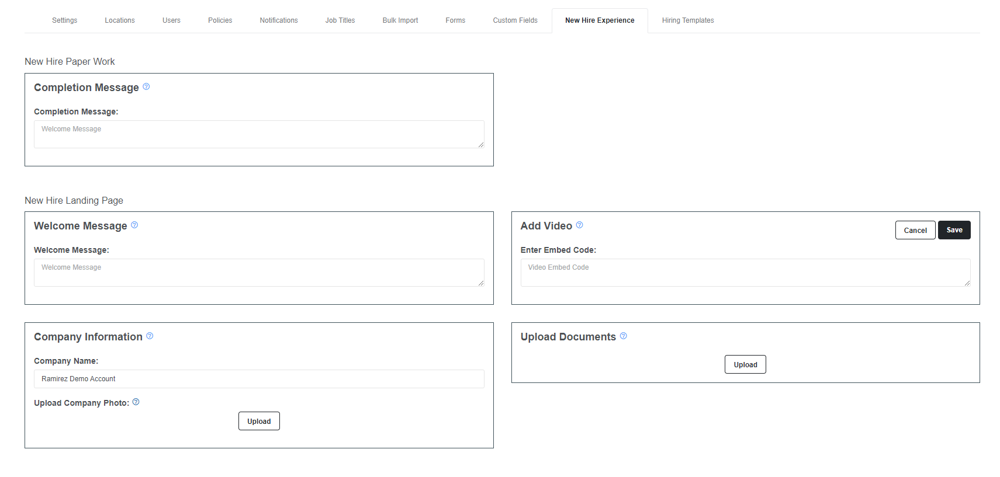 Settings Locations Users Policies Notifications Job Titles Bulk Import Forms Custom Fields New Hire Experience Hiring Templates
New Hire Paper Work
Completion Message
Completion Message:
Welcome Message
New Hire Landing Page
Welcome Message
Welcome Message:
Welcome Message
Add Video
Cancel Save
Enter Embed Code:
Video Embed Code
Company Information
Company Name:
Ramirez Demo Account
Upload Company Photo:
Upload
Upload Documents
Upload